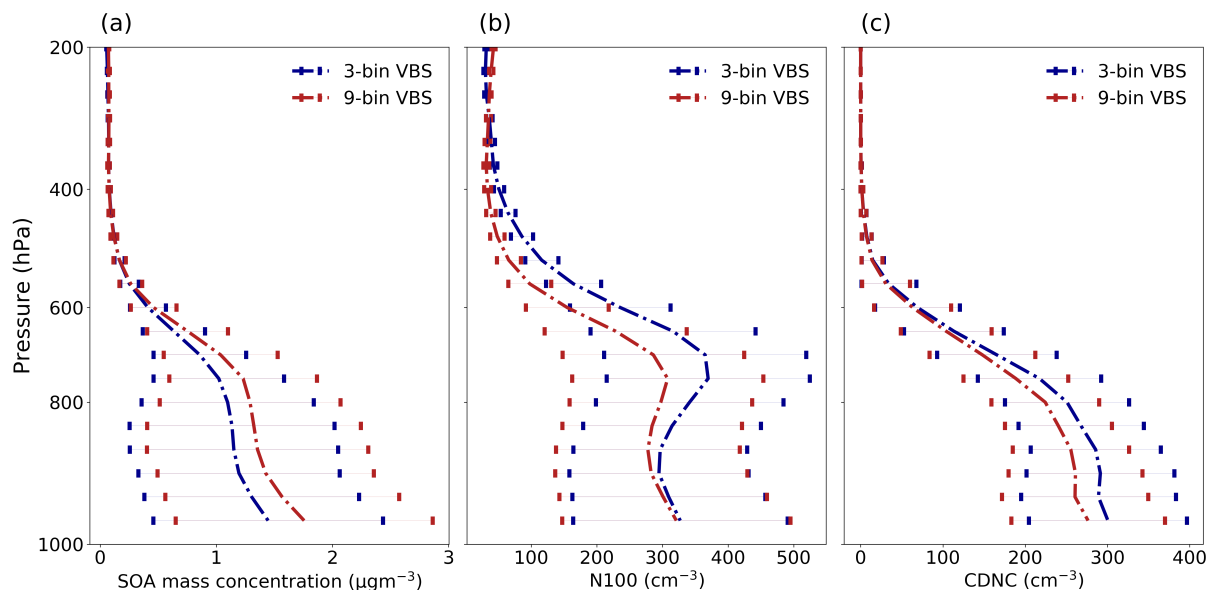 (a) (b) (c)
200
400
600
800
1000
Pressure (hPa)
3-bin VBS
9-bin VBS
0 1 2 3
SOA mass concentration (μgm⁻³)
3-bin VBS
9-bin VBS
100 200 300 400 500
N100 (cm⁻³)
3-bin VBS
9-bin VBS
0 100 200 300 400
CDNC (cm⁻³)